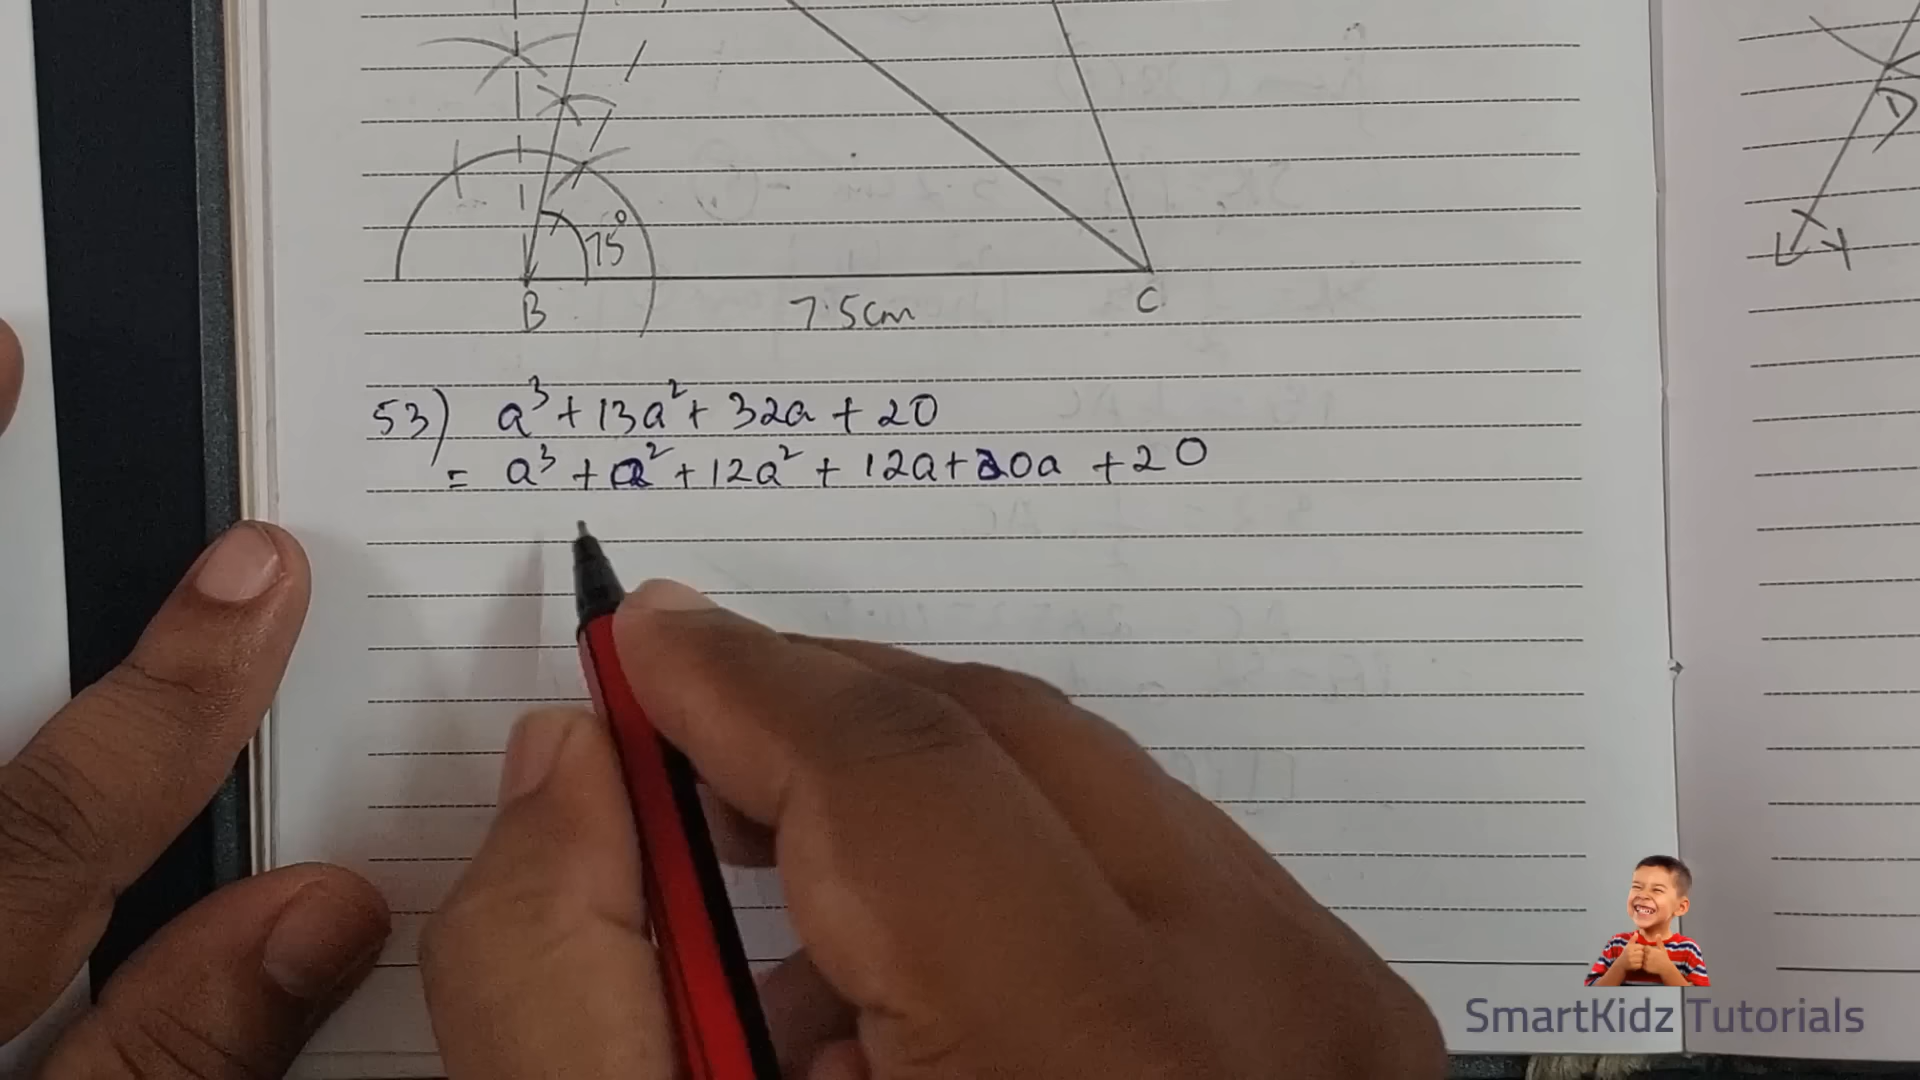 75°
B 7.5cm C
53) a³ + 13a² + 32a + 20
= a³ + a² + 12a² + 12a + 20a + 20
SmartKidz Tutorials